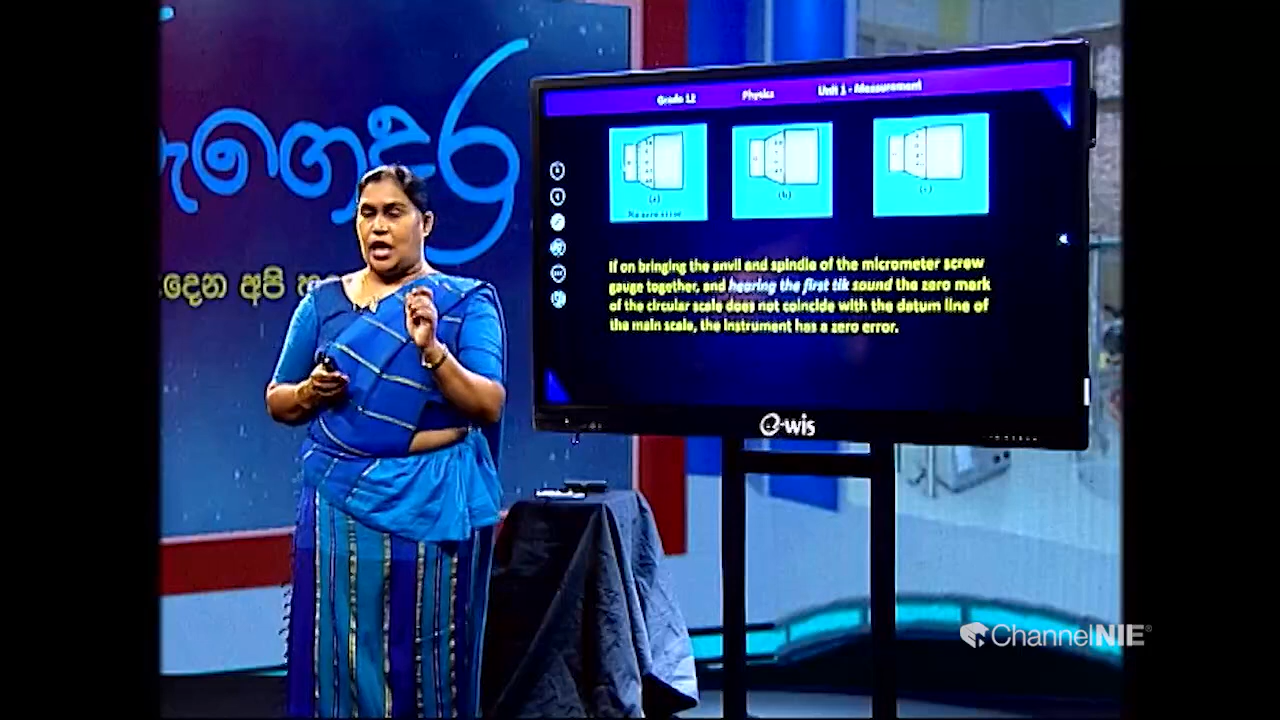 Grade 12 Physics Unit 1 - Measurement
(a) (b) (c)
No zero error
If on bringing the anvil and spindle of the micrometer screw
gauge together, and hearing the first tik sound the zero mark
of the circular scale does not coincide with the datum line of
the main scale, the instrument has a zero error.
e-wis
ගෙදර
දෙන අපි
ChannelNIE